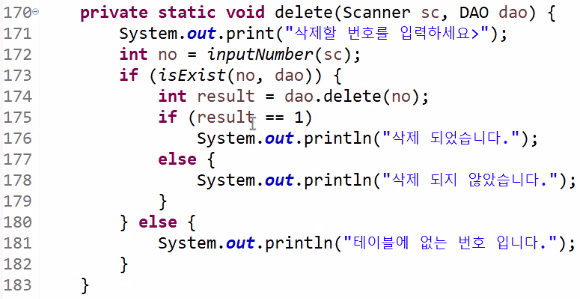 170 private static void delete(Scanner sc, DAO dao) {
171 System.out.print("삭제할 번호를 입력하세요>");
172 int no = inputNumber(sc);
173 if (isExist(no, dao)) {
174 int result = dao.delete(no);
175 if (result == 1)
176 System.out.println("삭제 되었습니다.");
177 else {
178 System.out.println("삭제 되지 않았습니다.");
179 }
180 } else {
181 System.out.println("테이블에 없는 번호 입니다.");
182 }
183 }